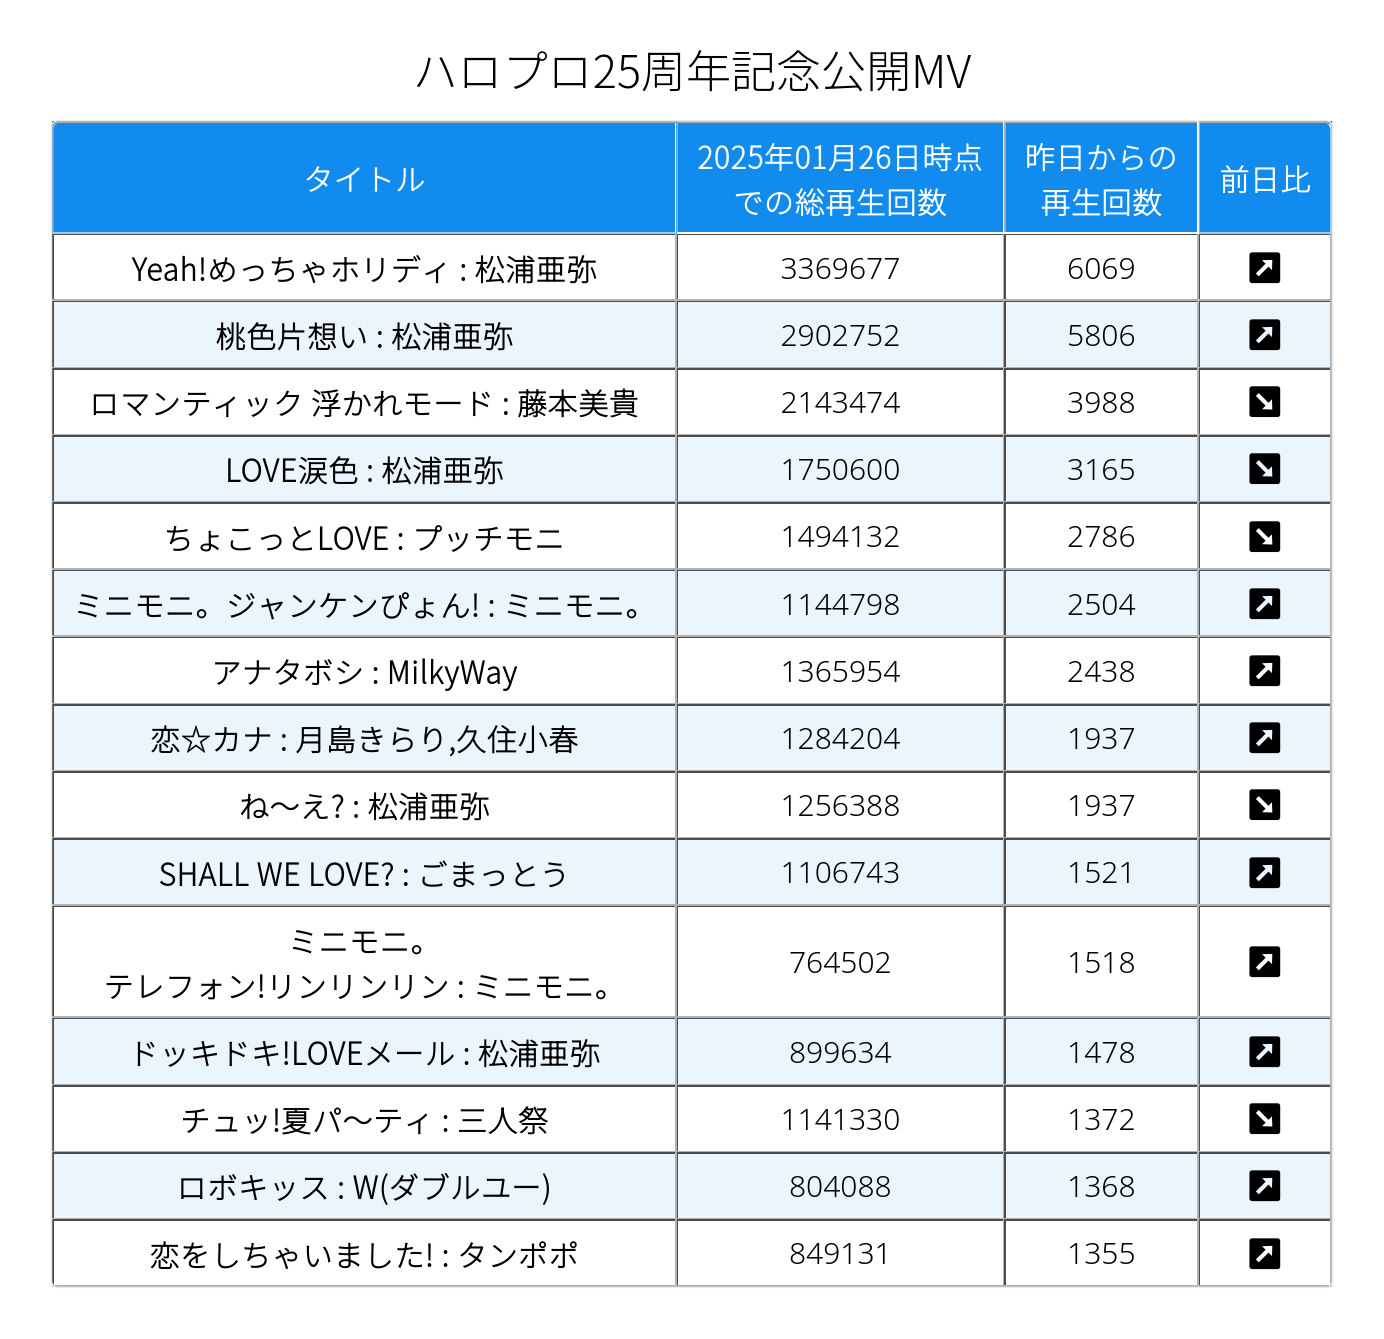 ハロプロ25周年記念公開MV
タイトル
2025年01月26日時点
での総再生回数
昨日からの
再生回数
前日比
Yeah!めっちゃホリディ : 松浦亜弥 3369677 6069 ↗
桃色片想い : 松浦亜弥 2902752 5806 ↗
ロマンティック 浮かれモード : 藤本美貴 2143474 3988 ↘
LOVE涙色 : 松浦亜弥 1750600 3165 ↘
ちょこっとLOVE : プッチモニ 1494132 2786 ↘
ミニモニ。ジャンケンぴょん! : ミニモニ。 1144798 2504 ↗
アナタボシ : MilkyWay 1365954 2438 ↗
恋☆カナ : 月島きらり,久住小春 1284204 1937 ↗
ね～え? : 松浦亜弥 1256388 1937 ↘
SHALL WE LOVE? : ごまっとう 1106743 1521 ↗
ミニモニ。
テレフォン!リンリンリン : ミニモニ。 764502 1518 ↗
ドッキドキ!LOVEメール : 松浦亜弥 899634 1478 ↗
チュッ!夏パ～ティ : 三人祭 1141330 1372 ↘
ロボキッス : W(ダブルユー) 804088 1368 ↗
恋をしちゃいました! : タンポポ 849131 1355 ↗